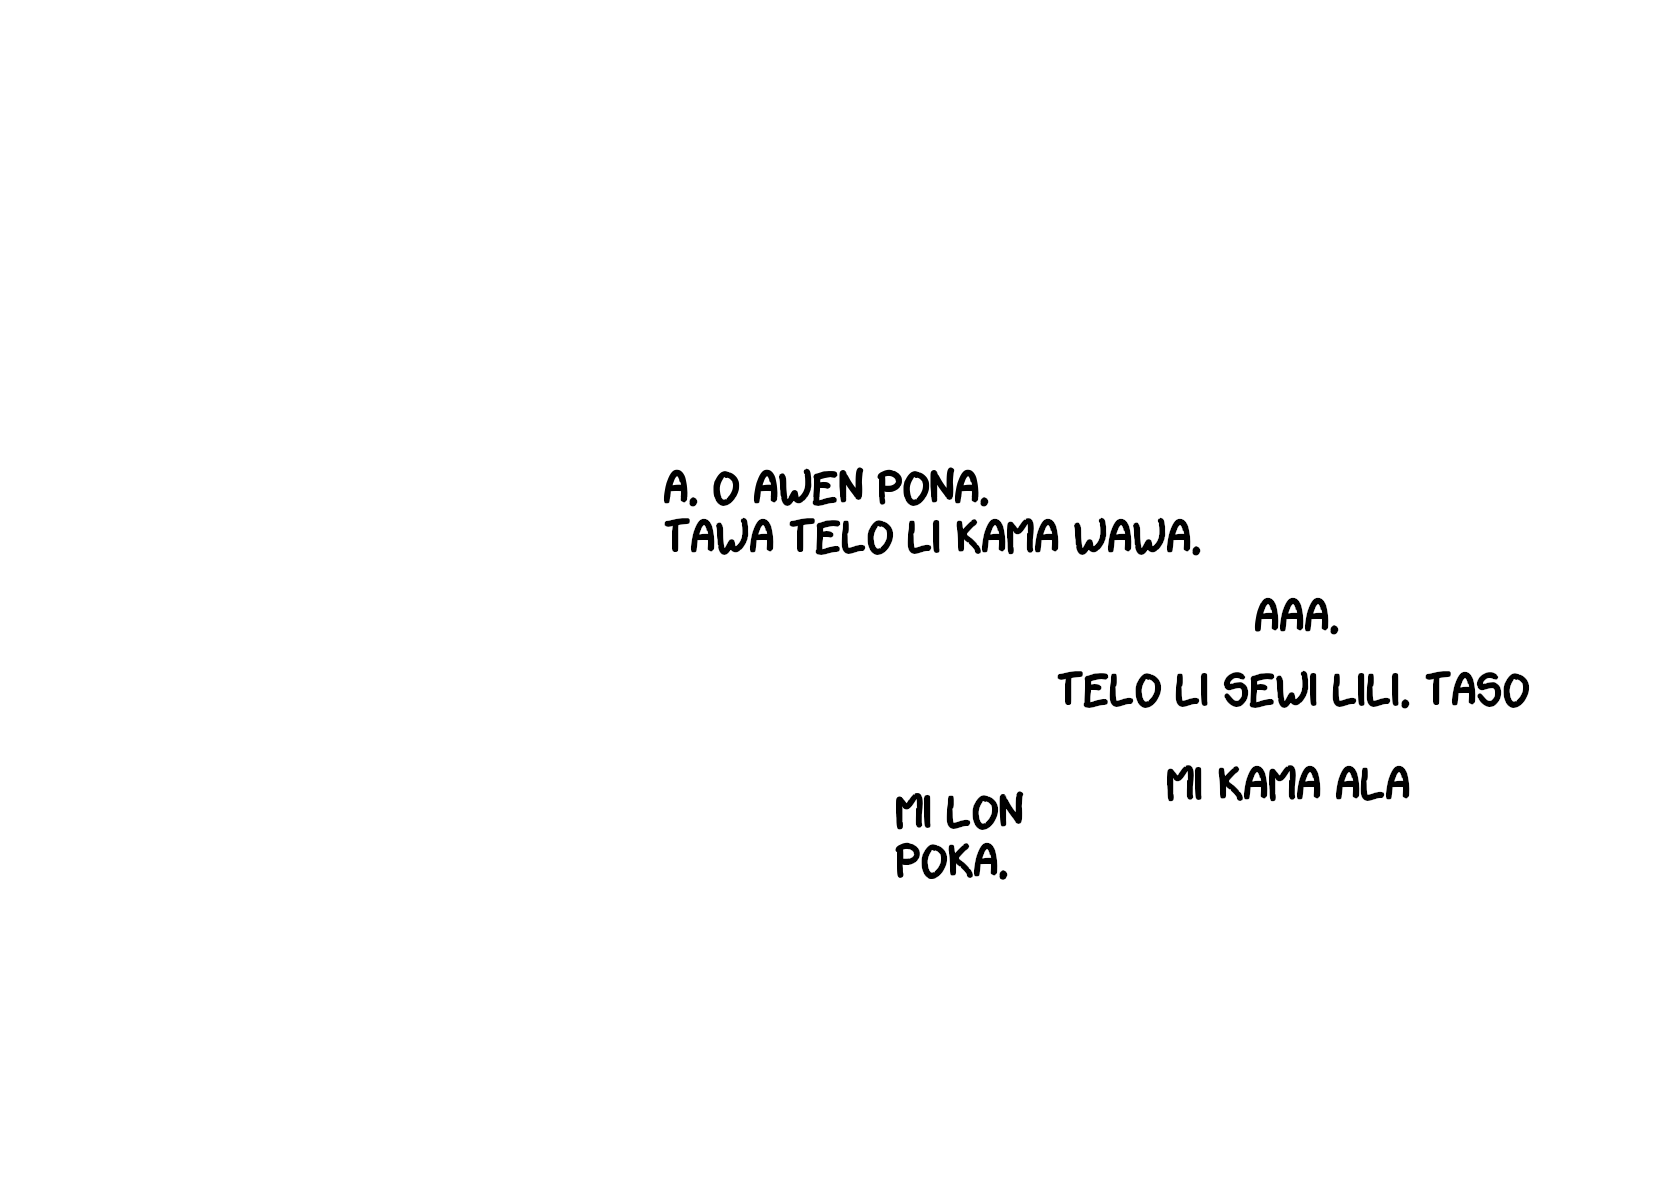 A. O AWEN PONA.
TAWA TELO LI KAMA WAWA.
AAA.
TELO LI SEWI LILI. TASO
MI KAMA ALA
MI LON
POKA.